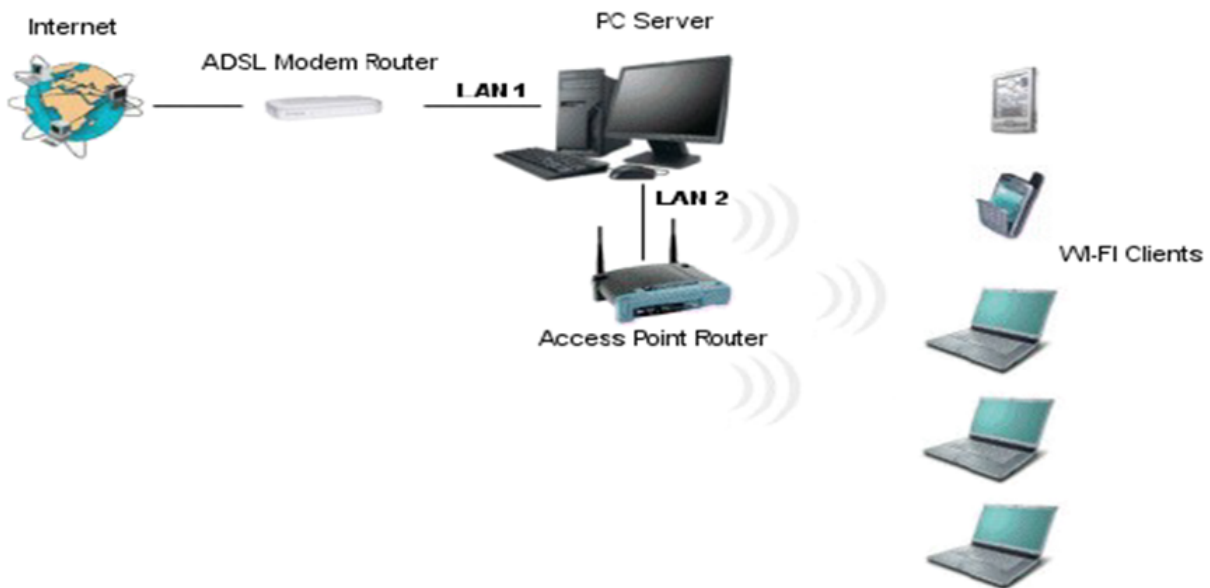 Internet
ADSL Modem Router
LAN 1
PC Server
LAN 2
Access Point Router
WI-FI Clients